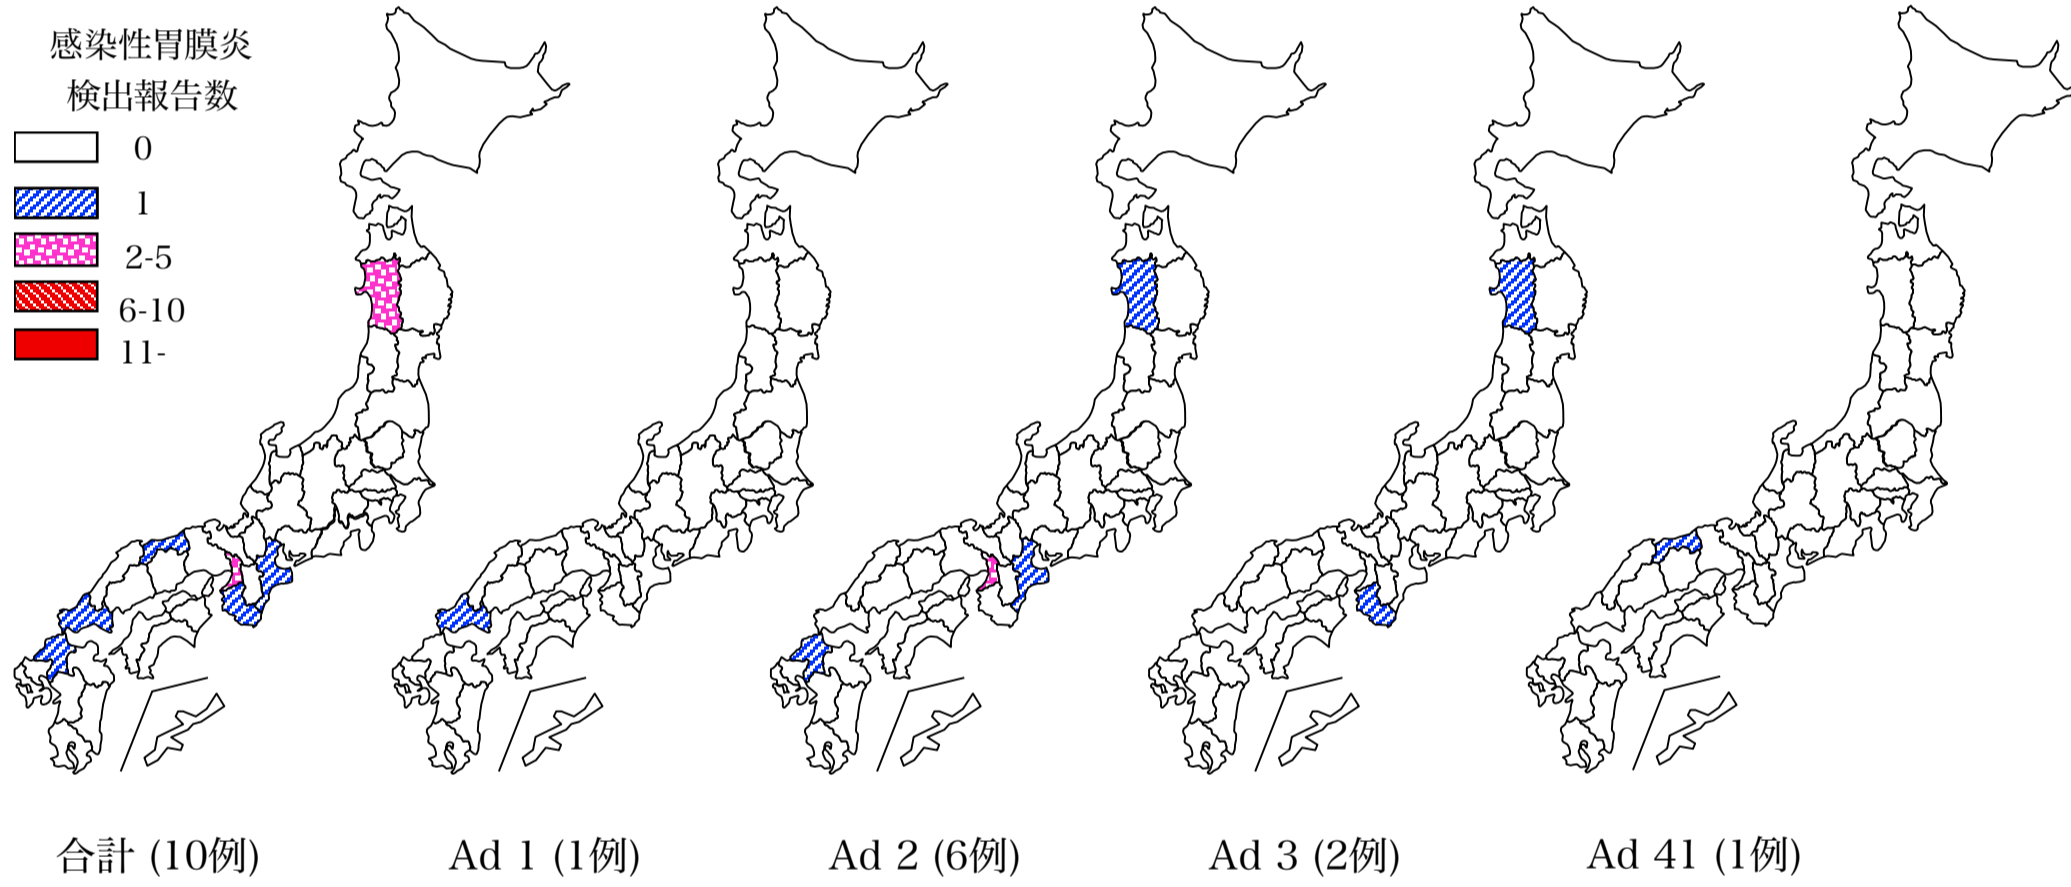 感染性胃膜炎
検出報告数
0
1
2-5
6-10
11-
合計 (10例)
Ad 1 (1例)
Ad 2 (6例)
Ad 3 (2例)
Ad 41 (1例)